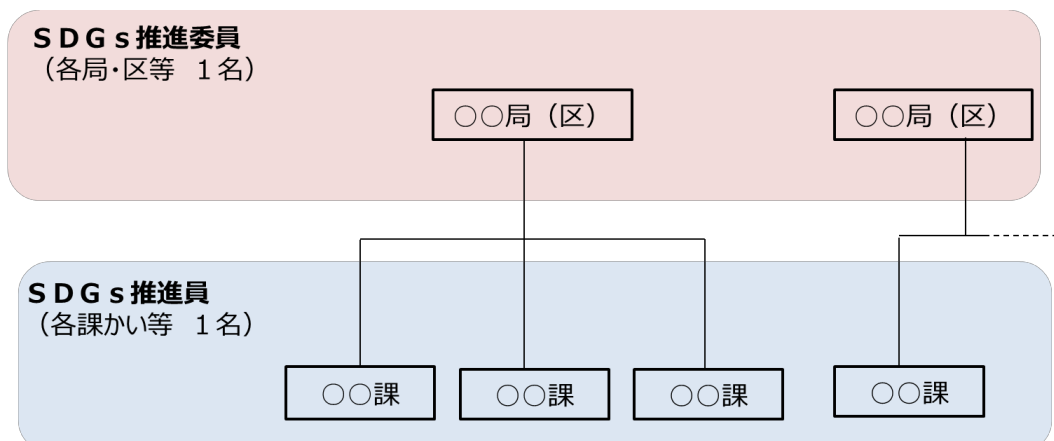 ＳＤＧｓ推進委員
（各局・区等　１名）
○○局（区）
○○局（区）
ＳＤＧｓ推進員
（各課かい等　１名）
○○課
○○課
○○課
○○課